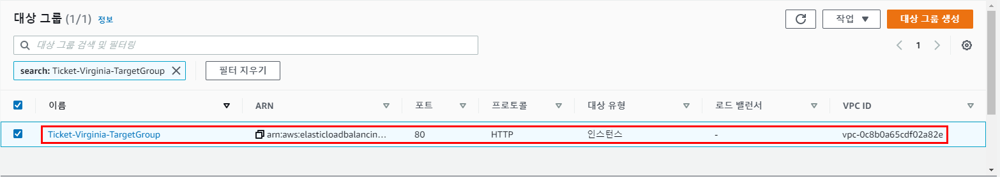 대상 그룹 (1/1) 정보 작업 대상 그룹 생성
대상 그룹 검색 및 필터링 1
search: Ticket-Virginia-TargetGroup 필터 지우기
이름 ARN 포트 프로토콜 대상 유형 로드 밸런서 VPC ID
Ticket-Virginia-TargetGroup arn:aws:elasticloadbalancin... 80 HTTP 인스턴스 - vpc-0c8b0a65cdf02a82e